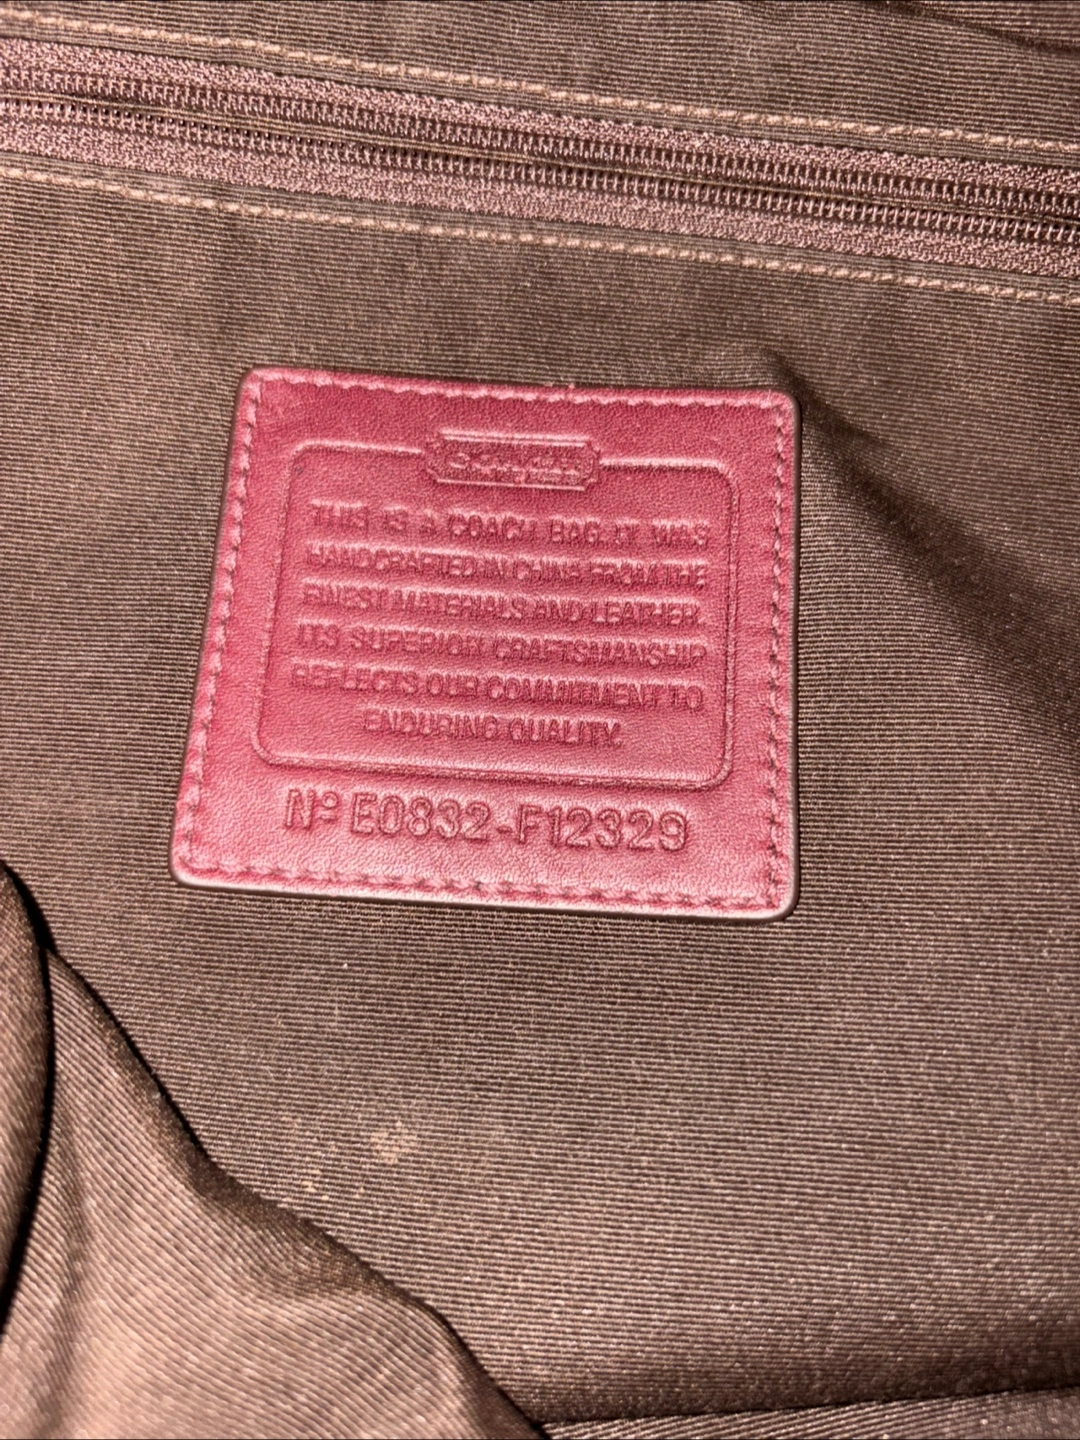 COACH
THIS IS A COACH BAG. IT WAS
HANDCRAFTED IN CHINA FROM THE
FINEST MATERIALS AND LEATHER.
ITS SUPERIOR CRAFTSMANSHIP
REFLECTS OUR COMMITMENT TO
ENDURING QUALITY.
Nº E0832-F12329